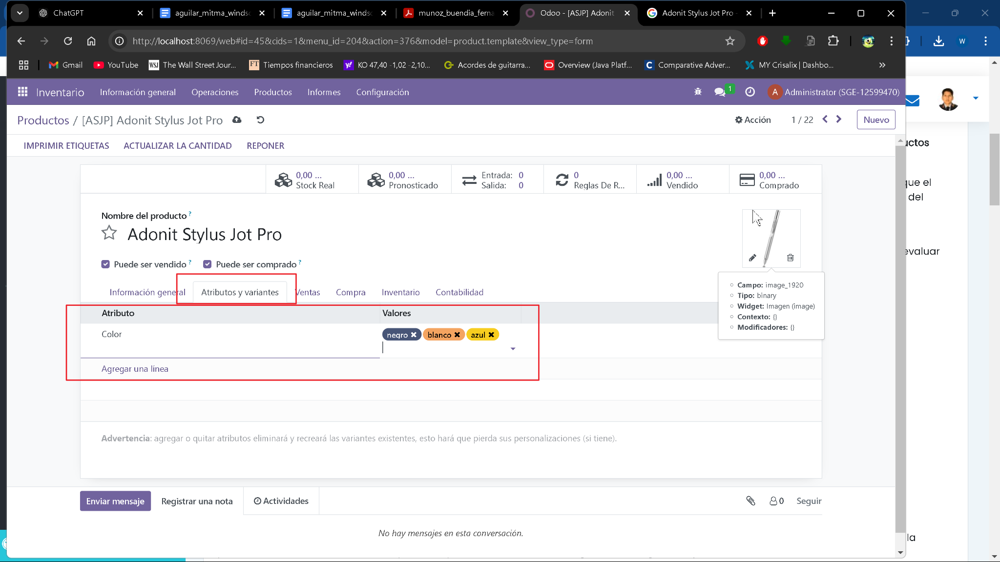 ChatGPT
aguilar_mitma_windsc
aguilar_mitma_windsc
munoz_buendia_ferna
Odoo - [ASJP] Adonit
Adonit Stylus Jot Pro -
http://localhost:8069/web#id=45&cids=1&menu_id=204&action=376&model=product.template&view_type=form
W
Gmail
YouTube
WSJ The Wall Street Jour...
FT Tiempos financieros
KO 47,40 -1,02 -2,10...
Acordes de guitarra...
Overview (Java Platf...
C Comparative Adver...
MY Crisalix | Dashbo...
»
Inventario
Información general
Operaciones
Productos
Informes
Configuración
1
A Administrator (SGE-12599470)
Productos / [ASJP] Adonit Stylus Jot Pro
Acción
1 / 22
Nuevo
IMPRIMIR ETIQUETAS
ACTUALIZAR LA CANTIDAD
REPONER
0,00 ...
Stock Real
0,00 ...
Pronosticado
Entrada: 0
Salida: 0
0
Reglas De R...
0,00 ...
Vendido
0,00 ...
Comprado
Nombre del producto ?
Adonit Stylus Jot Pro
Puede ser vendido ?
Puede ser comprado ?
Información general
Atributos y variantes
Ventas
Compra
Inventario
Contabilidad
Campo: image_1920
Tipo: binary
Widget: Imagen (image)
Contexto: {}
Modificadores: {}
Atributo
Valores
Color
negro
blanco
azul
Agregar una línea
Advertencia: agregar o quitar atributos eliminará y recreará las variantes existentes, esto hará que pierda sus personalizaciones (si tiene).
Enviar mensaje
Registrar una nota
Actividades
0
Seguir
No hay mensajes en esta conversación.
uctos
que el
del
evaluar
la